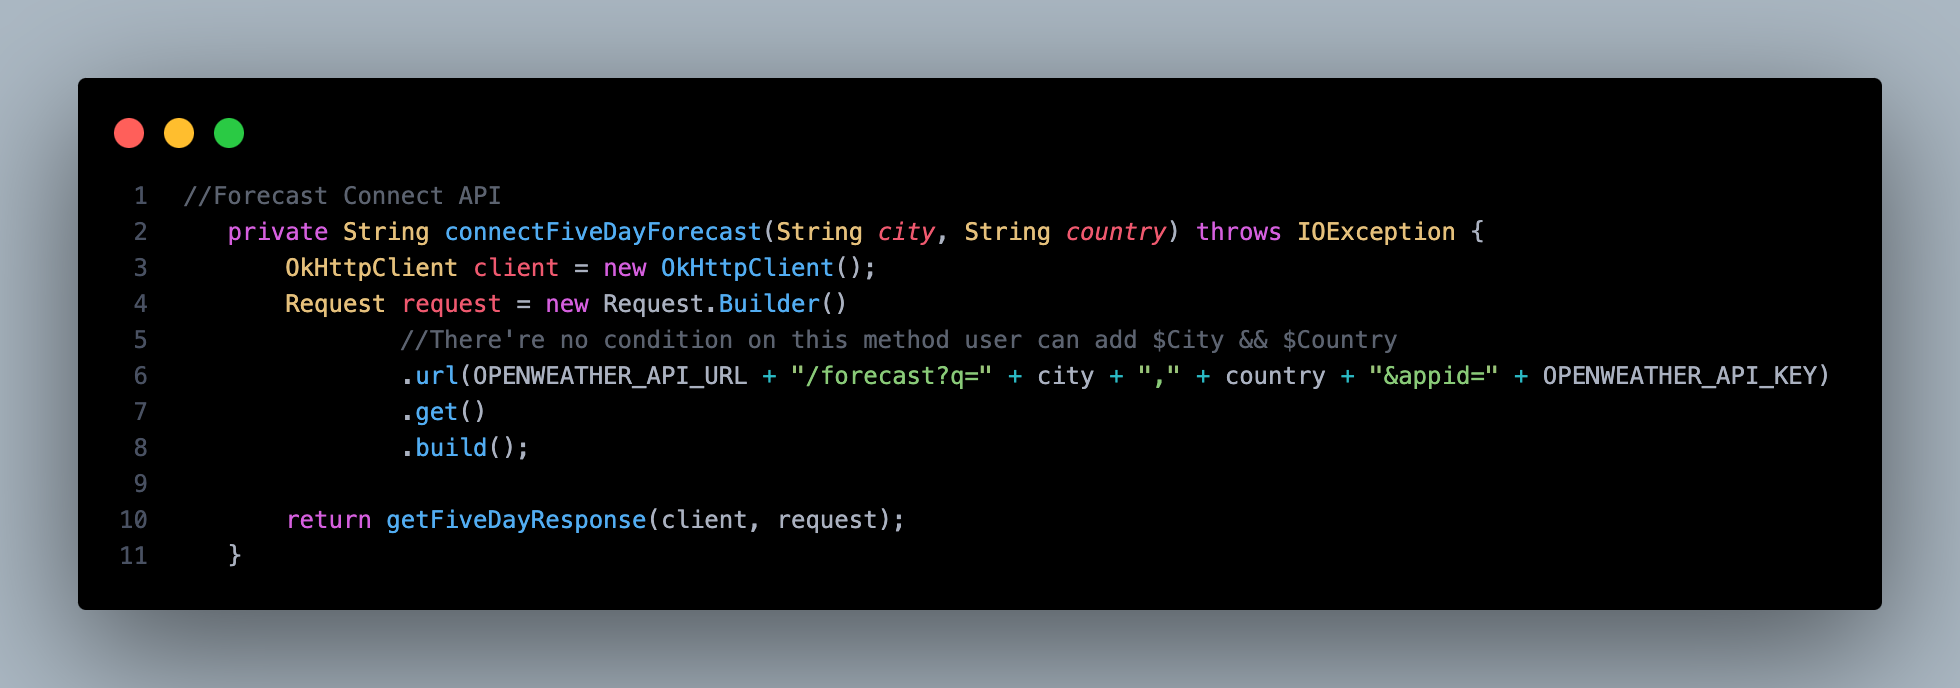 1 //Forecast Connect API
2 private String connectFiveDayForecast(String city, String country) throws IOException {
3 OkHttpClient client = new OkHttpClient();
4 Request request = new Request.Builder()
5 //There're no condition on this method user can add $City && $Country
6 .url(OPENWEATHER_API_URL + "/forecast?q=" + city + "," + country + "&appid=" + OPENWEATHER_API_KEY)
7 .get()
8 .build();
9
10 return getFiveDayResponse(client, request);
11 }